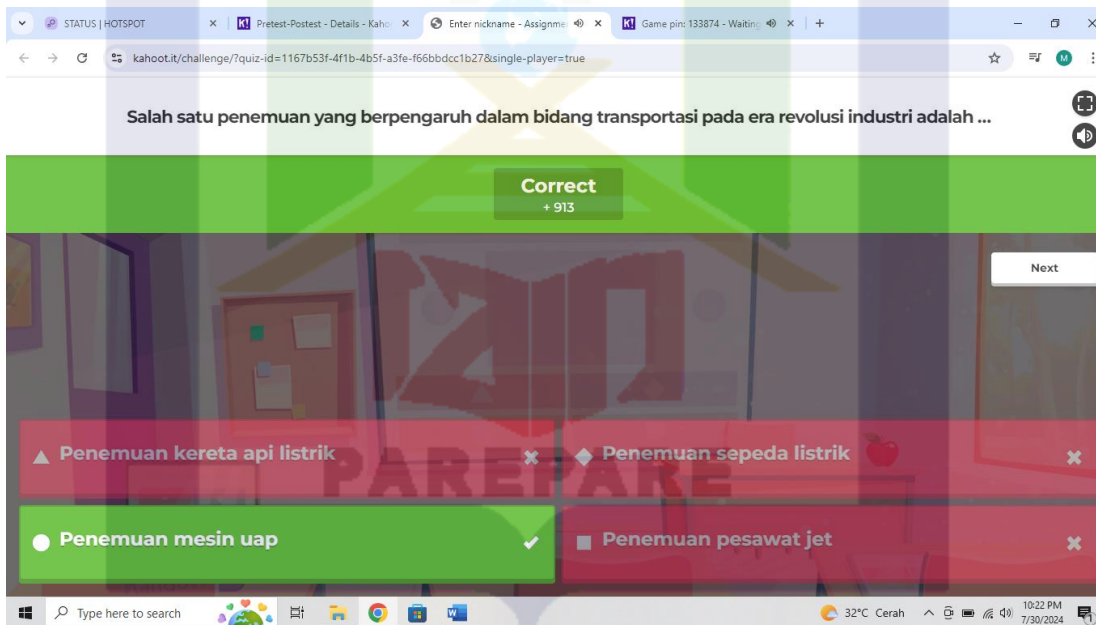 STATUS | HOTSPOT
Pretest-Postest - Details - Kaho
Enter nickname - Assignme
Game pin: 133874 - Waiting
kahoot.it/challenge/?quiz-id=1167b53f-4f1b-4b5f-a3fe-f66bbdcc1b27&single-player=true
M
Salah satu penemuan yang berpengaruh dalam bidang transportasi pada era revolusi industri adalah ...
Correct
+ 913
Next
Penemuan kereta api listrik
Penemuan sepeda listrik
PAREPARE
Penemuan mesin uap
Penemuan pesawat jet
Type here to search
32°C Cerah
10:22 PM
7/30/2024